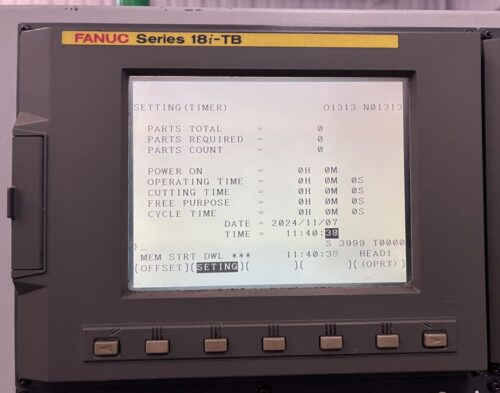 FANUC Series 18i-TB
SETTING(TIMER) O1313 N01313
PARTS TOTAL = 0
PARTS REQUIRED = 0
PARTS COUNT = 0
POWER ON = 0H 0M
OPERATING TIME = 0H 0M 0S
CUTTING TIME = 0H 0M 0S
FREE PURPOSE = 0H 0M 0S
CYCLE TIME = 0H 0M 0S
DATE = 2024/11/07
TIME = 11:40:38
)_
S 3999 T0000
MEM STRT DWL *** 11:40:39 HEAD1
(OFFSET)(SETING)( )( )( (OPRT) )